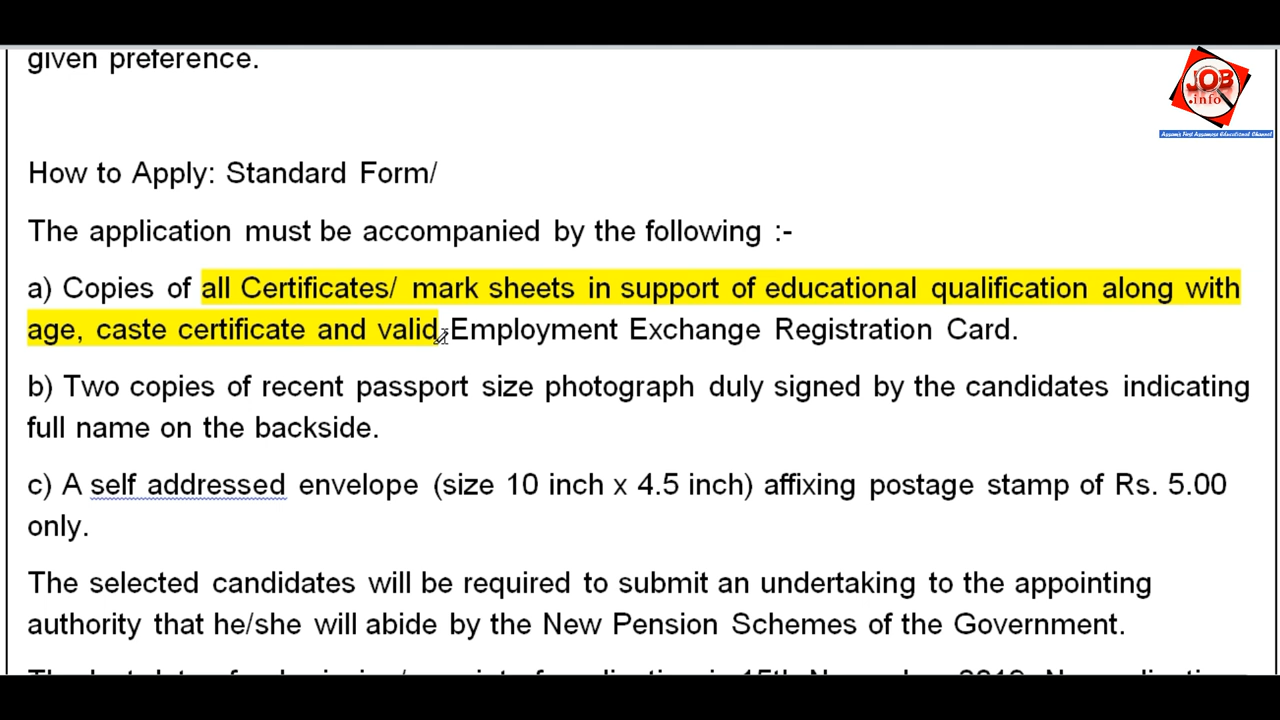 given preference.
JOB
.info
Assam's First Assamese Educational Channel
How to Apply: Standard Form/
The application must be accompanied by the following :-
a) Copies of all Certificates/ mark sheets in support of educational qualification along with
age, caste certificate and valid Employment Exchange Registration Card.
b) Two copies of recent passport size photograph duly signed by the candidates indicating
full name on the backside.
c) A self addressed envelope (size 10 inch x 4.5 inch) affixing postage stamp of Rs. 5.00
only.
The selected candidates will be required to submit an undertaking to the appointing
authority that he/she will abide by the New Pension Schemes of the Government.